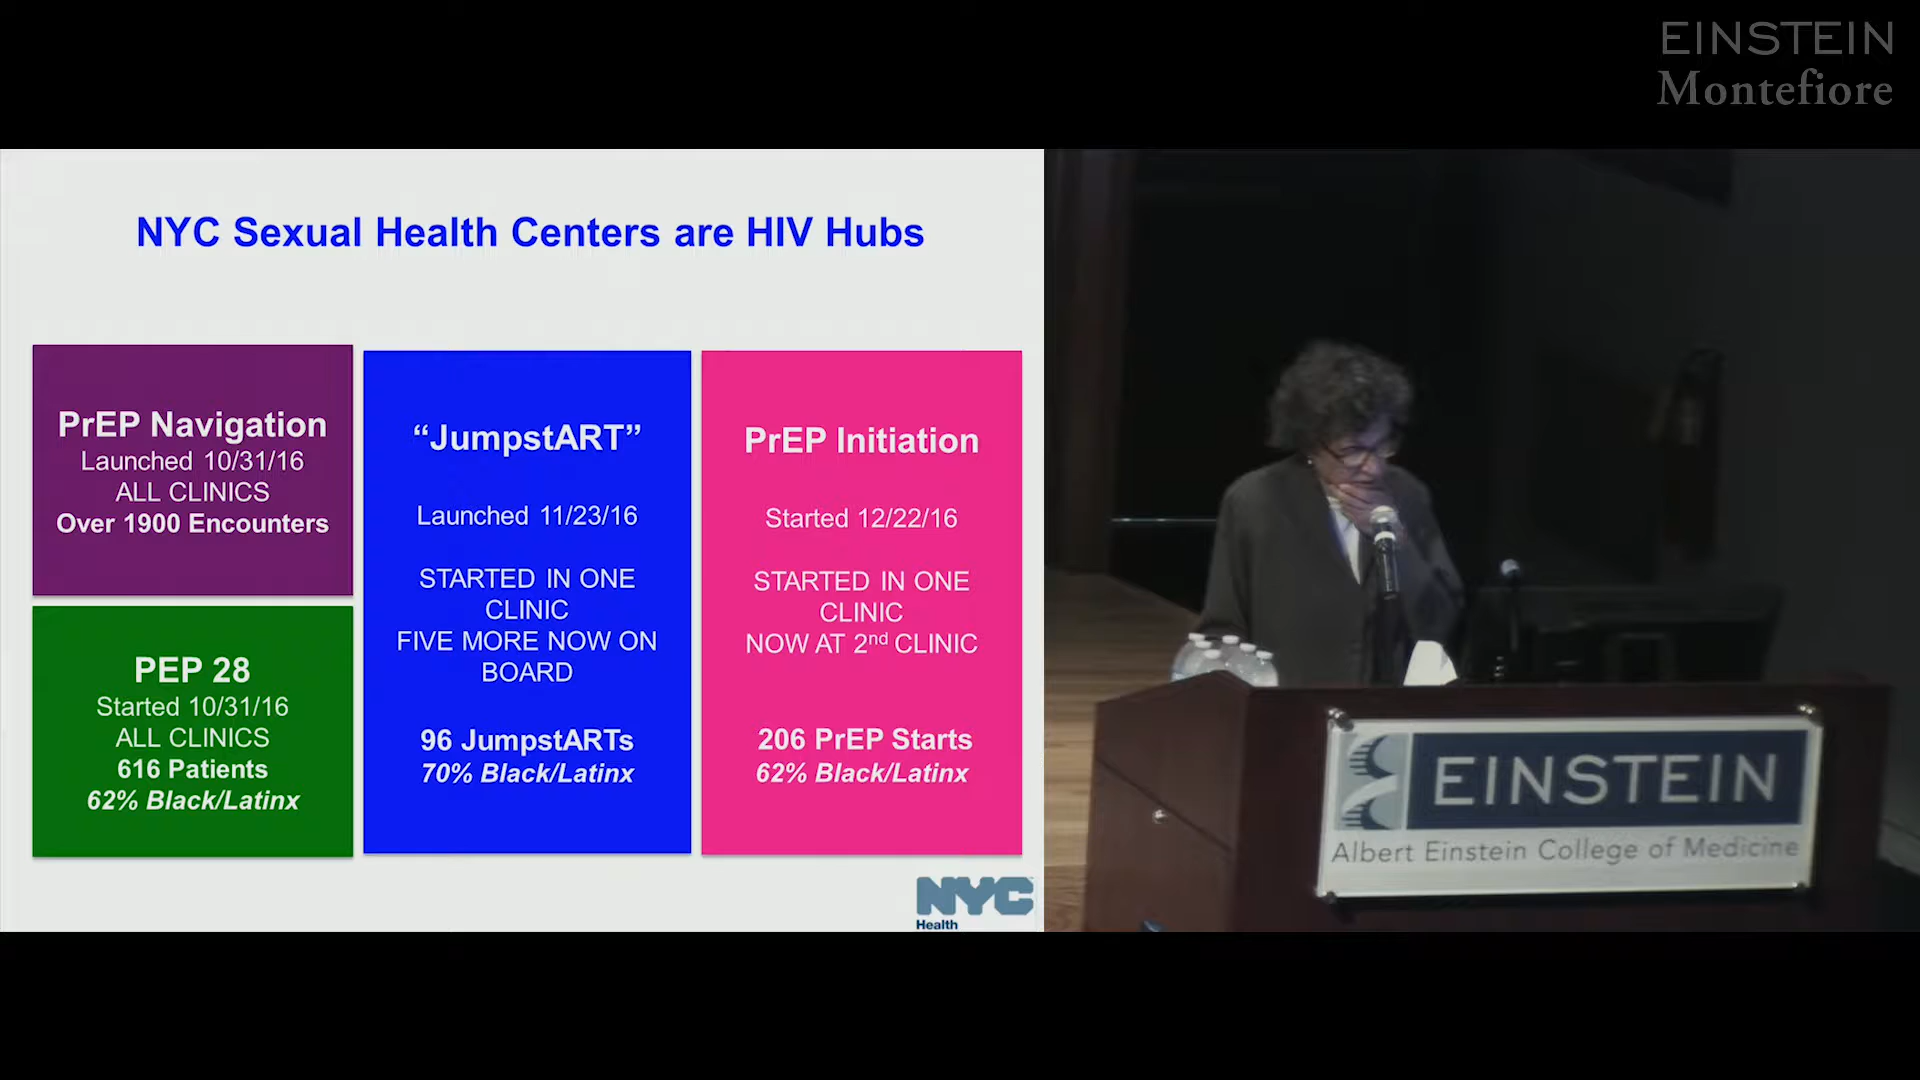 EINSTEIN
Montefiore
NYC Sexual Health Centers are HIV Hubs
PrEP Navigation
Launched 10/31/16
ALL CLINICS
Over 1900 Encounters
PEP 28
Started 10/31/16
ALL CLINICS
616 Patients
62% Black/Latinx
“JumpstART”
Launched 11/23/16
STARTED IN ONE
CLINIC
FIVE MORE NOW ON
BOARD
96 JumpstARTs
70% Black/Latinx
PrEP Initiation
Started 12/22/16
STARTED IN ONE
CLINIC
NOW AT 2nd CLINIC
206 PrEP Starts
62% Black/Latinx
NYC
Health
EINSTEIN
Albert Einstein College of Medicine